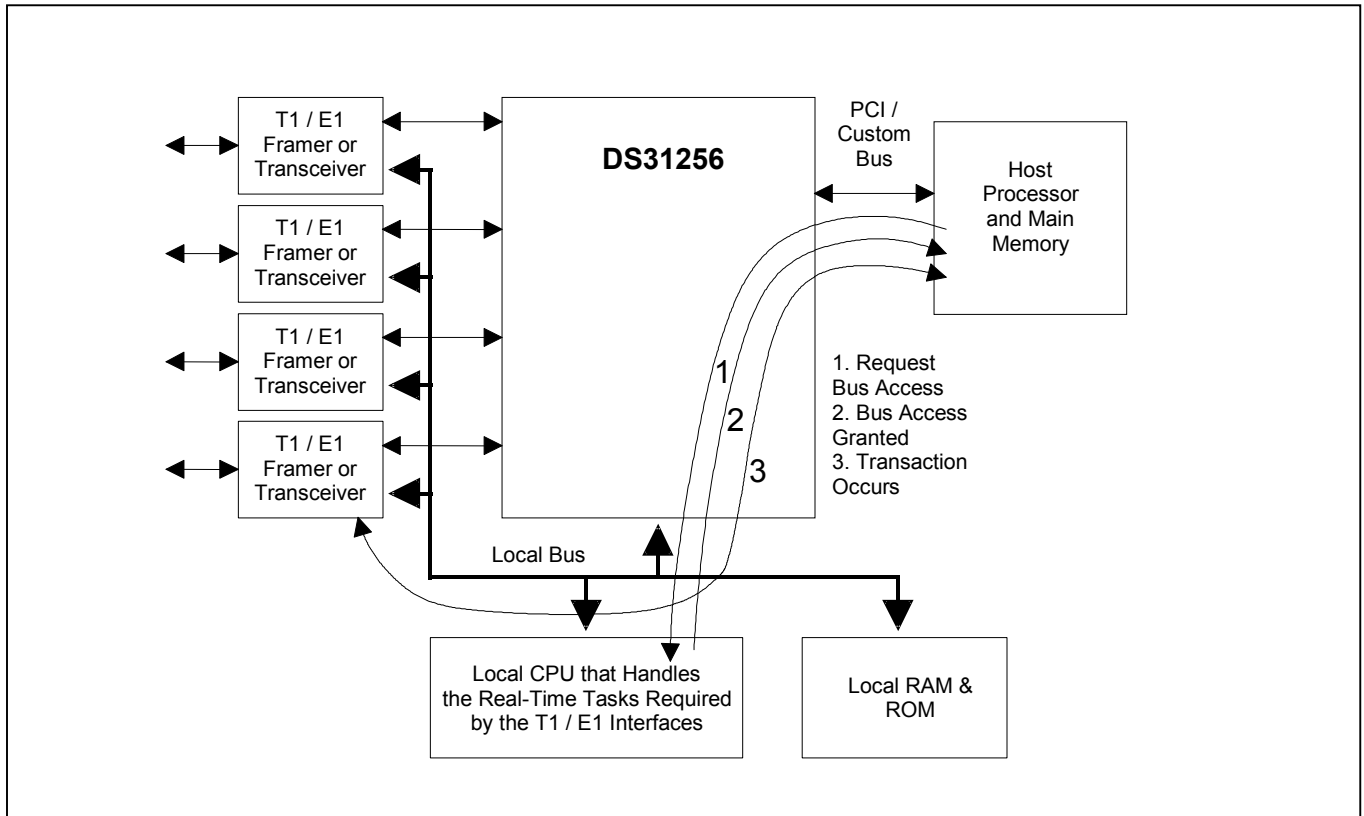 T1 / E1
Framer or
Transceiver
T1 / E1
Framer or
Transceiver
T1 / E1
Framer or
Transceiver
T1 / E1
Framer or
Transceiver
DS31256
PCI /
Custom
Bus
Host
Processor
and Main
Memory
1
2
3
1. Request
Bus Access
2. Bus Access
Granted
3. Transaction
Occurs
Local Bus
Local CPU that Handles
the Real-Time Tasks Required
by the T1 / E1 Interfaces
Local RAM &
ROM